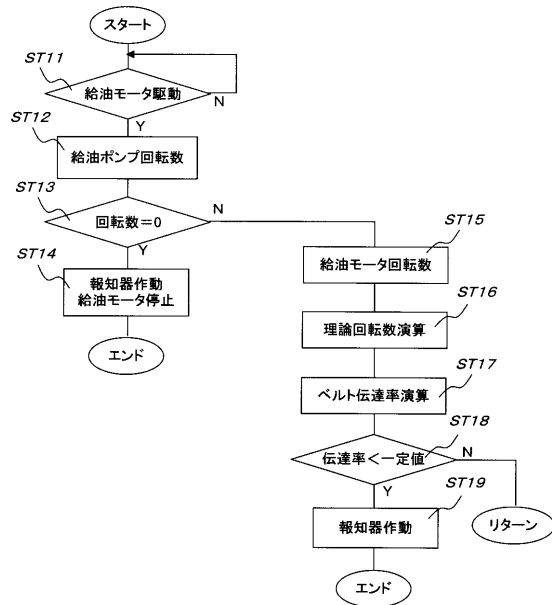 スタート
ST11
給油モータ駆動
N
Y
ST12
給油ポンプ回転数
ST13
回転数=0
N
Y
ST14
報知器作動
給油モータ停止
エンド
ST15
給油モータ回転数
ST16
理論回転数演算
ST17
ベルト伝達率演算
ST18
伝達率<一定値
N
Y
ST19
報知器作動
リターン
エンド